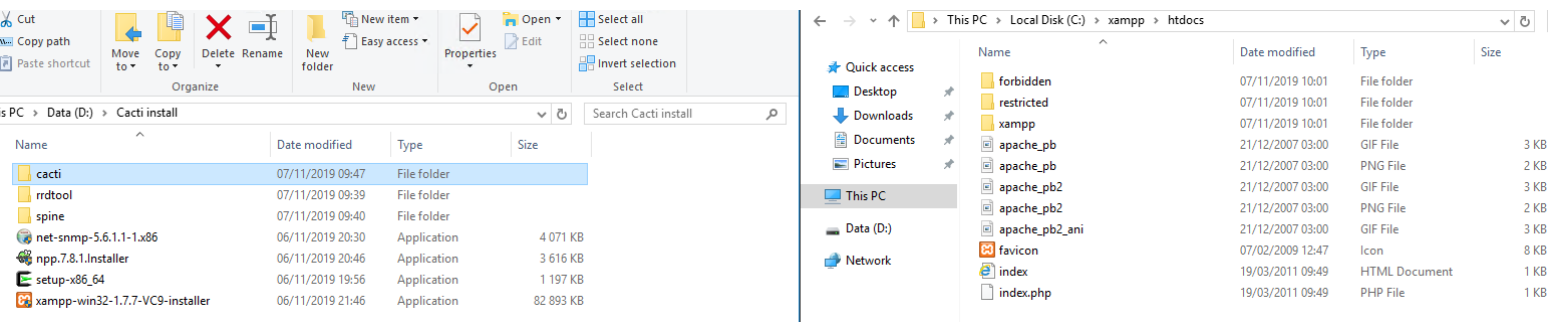 Cut
Copy path
Paste shortcut
Move to
Copy to
Delete
Rename
New folder
New item
Easy access
Properties
Open
Edit
Select all
Select none
Invert selection
Organize
New
Open
Select
is PC > Data (D:) > Cacti install
Search Cacti install
Name Date modified Type Size
cacti 07/11/2019 09:47 File folder
rrdtool 07/11/2019 09:39 File folder
spine 07/11/2019 09:40 File folder
net-snmp-5.6.1.1-1.x86 06/11/2019 20:30 Application 4 071 KB
npp.7.8.1.Installer 06/11/2019 20:46 Application 3 616 KB
setup-x86_64 06/11/2019 19:56 Application 1 197 KB
xampp-win32-1.7.7-VC9-installer 06/11/2019 21:46 Application 82 893 KB
This PC > Local Disk (C:) > xampp > htdocs
Quick access
Desktop
Downloads
Documents
Pictures
This PC
Data (D:)
Network
Name Date modified Type Size
forbidden 07/11/2019 10:01 File folder
restricted 07/11/2019 10:01 File folder
xampp 07/11/2019 10:01 File folder
apache_pb 21/12/2007 03:00 GIF File 3 KB
apache_pb 21/12/2007 03:00 PNG File 2 KB
apache_pb2 21/12/2007 03:00 GIF File 3 KB
apache_pb2 21/12/2007 03:00 PNG File 2 KB
apache_pb2_ani 21/12/2007 03:00 GIF File 3 KB
favicon 07/02/2009 12:47 Icon 8 KB
index 19/03/2011 09:49 HTML Document 1 KB
index.php 19/03/2011 09:49 PHP File 1 KB